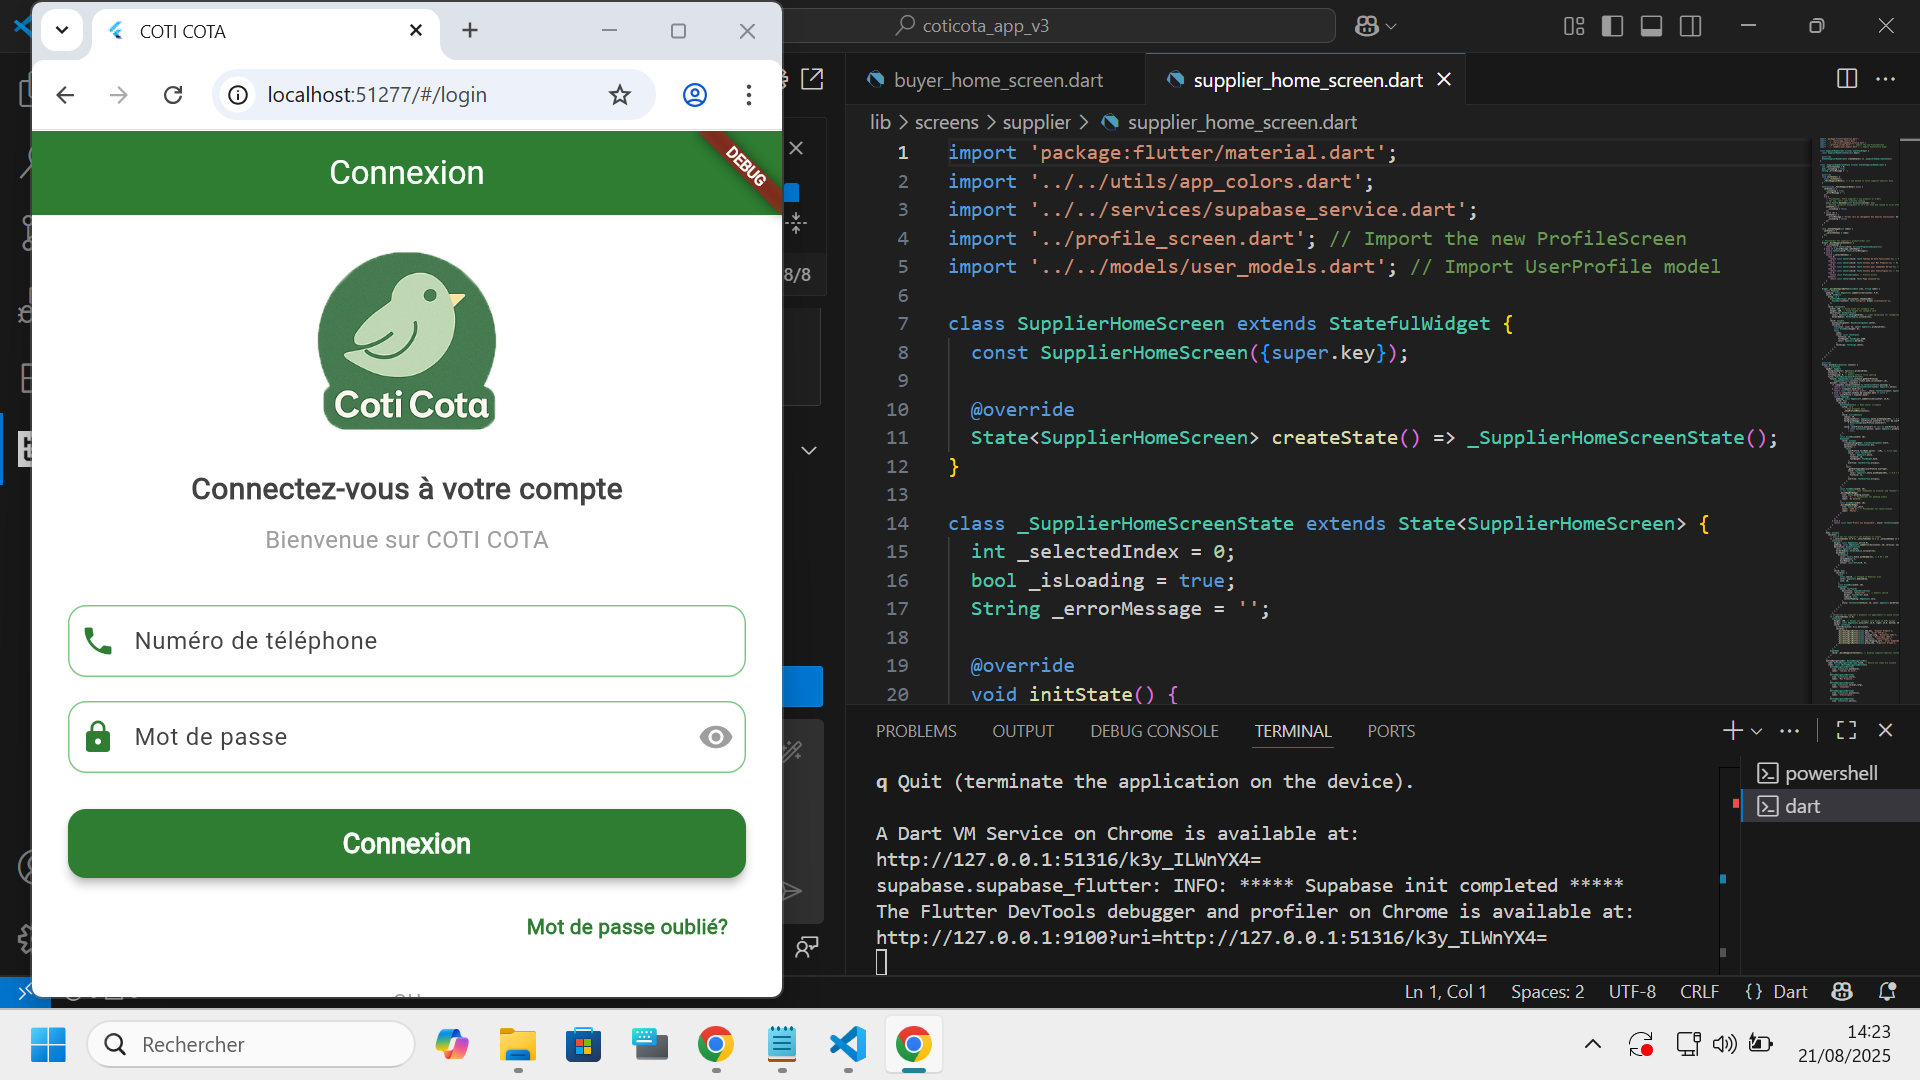 COTI COTA
localhost:51277/#/login
Connexion
DEBUG
Coti Cota
Connectez-vous à votre compte
Bienvenue sur COTI COTA
Numéro de téléphone
Mot de passe
Connexion
Mot de passe oublié?
8/8
coticota_app_v3
buyer_home_screen.dart
supplier_home_screen.dart
lib > screens > supplier > supplier_home_screen.dart
1 import 'package:flutter/material.dart';
2 import '../../utils/app_colors.dart';
3 import '../../services/supabase_service.dart';
4 import '../profile_screen.dart'; // Import the new ProfileScreen
5 import '../../models/user_models.dart'; // Import UserProfile model
6
7 class SupplierHomeScreen extends StatefulWidget {
8 const SupplierHomeScreen({super.key});
9
10 @override
11 State<SupplierHomeScreen> createState() => _SupplierHomeScreenState();
12 }
13
14 class _SupplierHomeScreenState extends State<SupplierHomeScreen> {
15 int _selectedIndex = 0;
16 bool _isLoading = true;
17 String _errorMessage = '';
18
19 @override
20 void initState() {
PROBLEMS OUTPUT DEBUG CONSOLE TERMINAL PORTS
q Quit (terminate the application on the device).
A Dart VM Service on Chrome is available at:
http://127.0.0.1:51316/k3y_ILWnYX4=
supabase.supabase_flutter: INFO: ***** Supabase init completed *****
The Flutter DevTools debugger and profiler on Chrome is available at:
http://127.0.0.1:9100?uri=http://127.0.0.1:51316/k3y_ILWnYX4=
powershell
dart
Ln 1, Col 1 Spaces: 2 UTF-8 CRLF {} Dart
Rechercher
14:23
21/08/2025